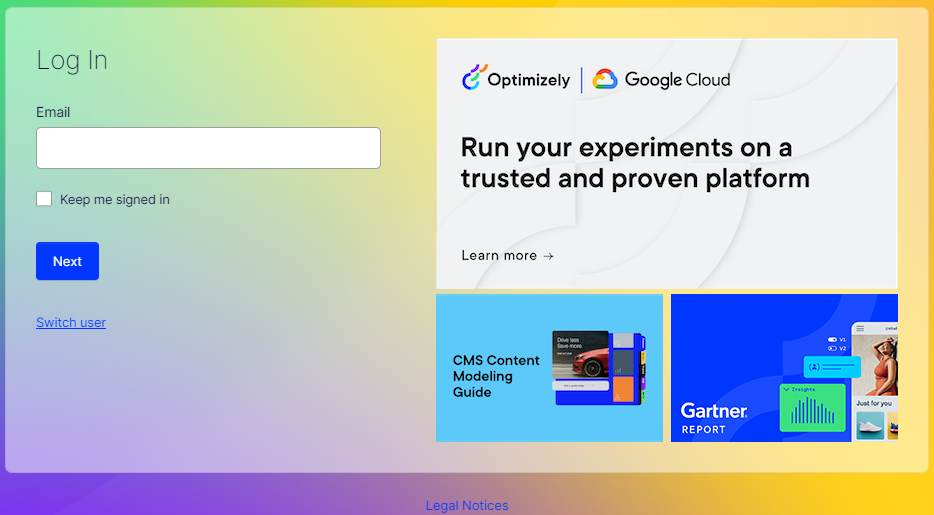 Log In
Email
Keep me signed in
Next
Switch user
Optimizely | Google Cloud
Run your experiments on a
trusted and proven platform
Learn more →
CMS Content
Modeling
Guide
Drive less
Save more.
Gartner
REPORT
V1
V2
Insights
Just for you
Legal Notices